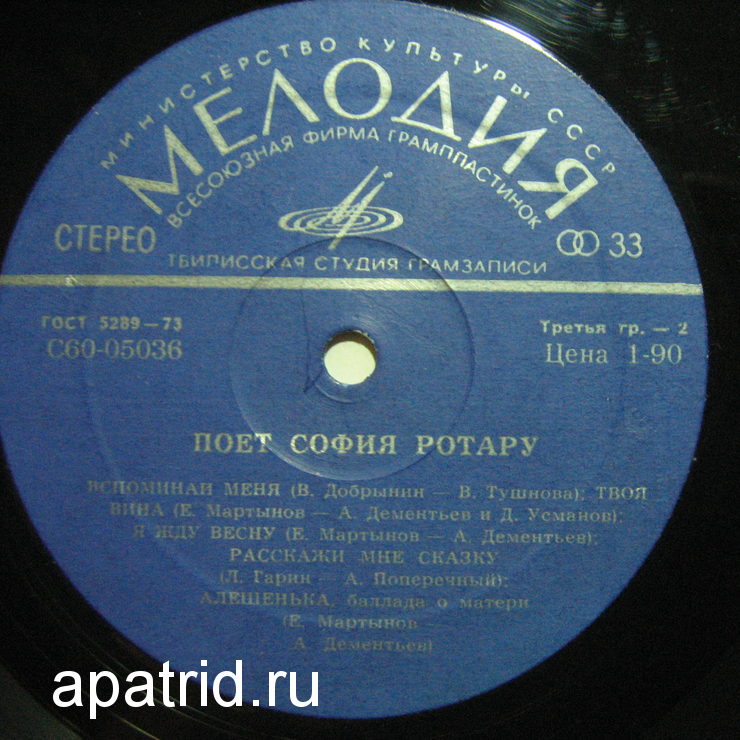 МИНИСТЕРСТВО КУЛЬТУРЫ СССР
МЕЛОДИЯ
ВСЕСОЮЗНАЯ ФИРМА ГРАМПЛАСТИНОК
СТЕРЕО
33
ТБИЛИССКАЯ СТУДИЯ ГРАМЗАПИСИ
ГОСТ 5289—73
Третья гр. — 2
С60-05036
Цена 1-90
ПОЕТ СОФИЯ РОТАРУ
ВСПОМИНАЙ МЕНЯ (В. Добрынин — В. Тушнова); ТВОЯ
ВИНА (Е. Мартынов — А. Дементьев и Д. Усманов);
Я ЖДУ ВЕСНУ (Е. Мартынов — А. Дементьев);
РАССКАЖИ МНЕ СКАЗКУ
(Л. Гарин — А. Поперечный);
АЛЕШЕНЬКА, баллада о матери
(Е. Мартынов
А. Дементьев)
apatrid.ru